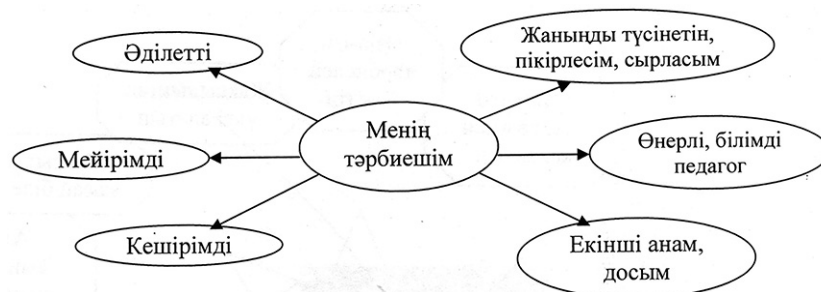 Әділетті
Жаныңды түсінетін,
пікірлесім, сырласым
Менің
тәрбиешім
Мейірімді
Өнерлі, білімді
педагог
Кешірімді
Екінші анам,
досым